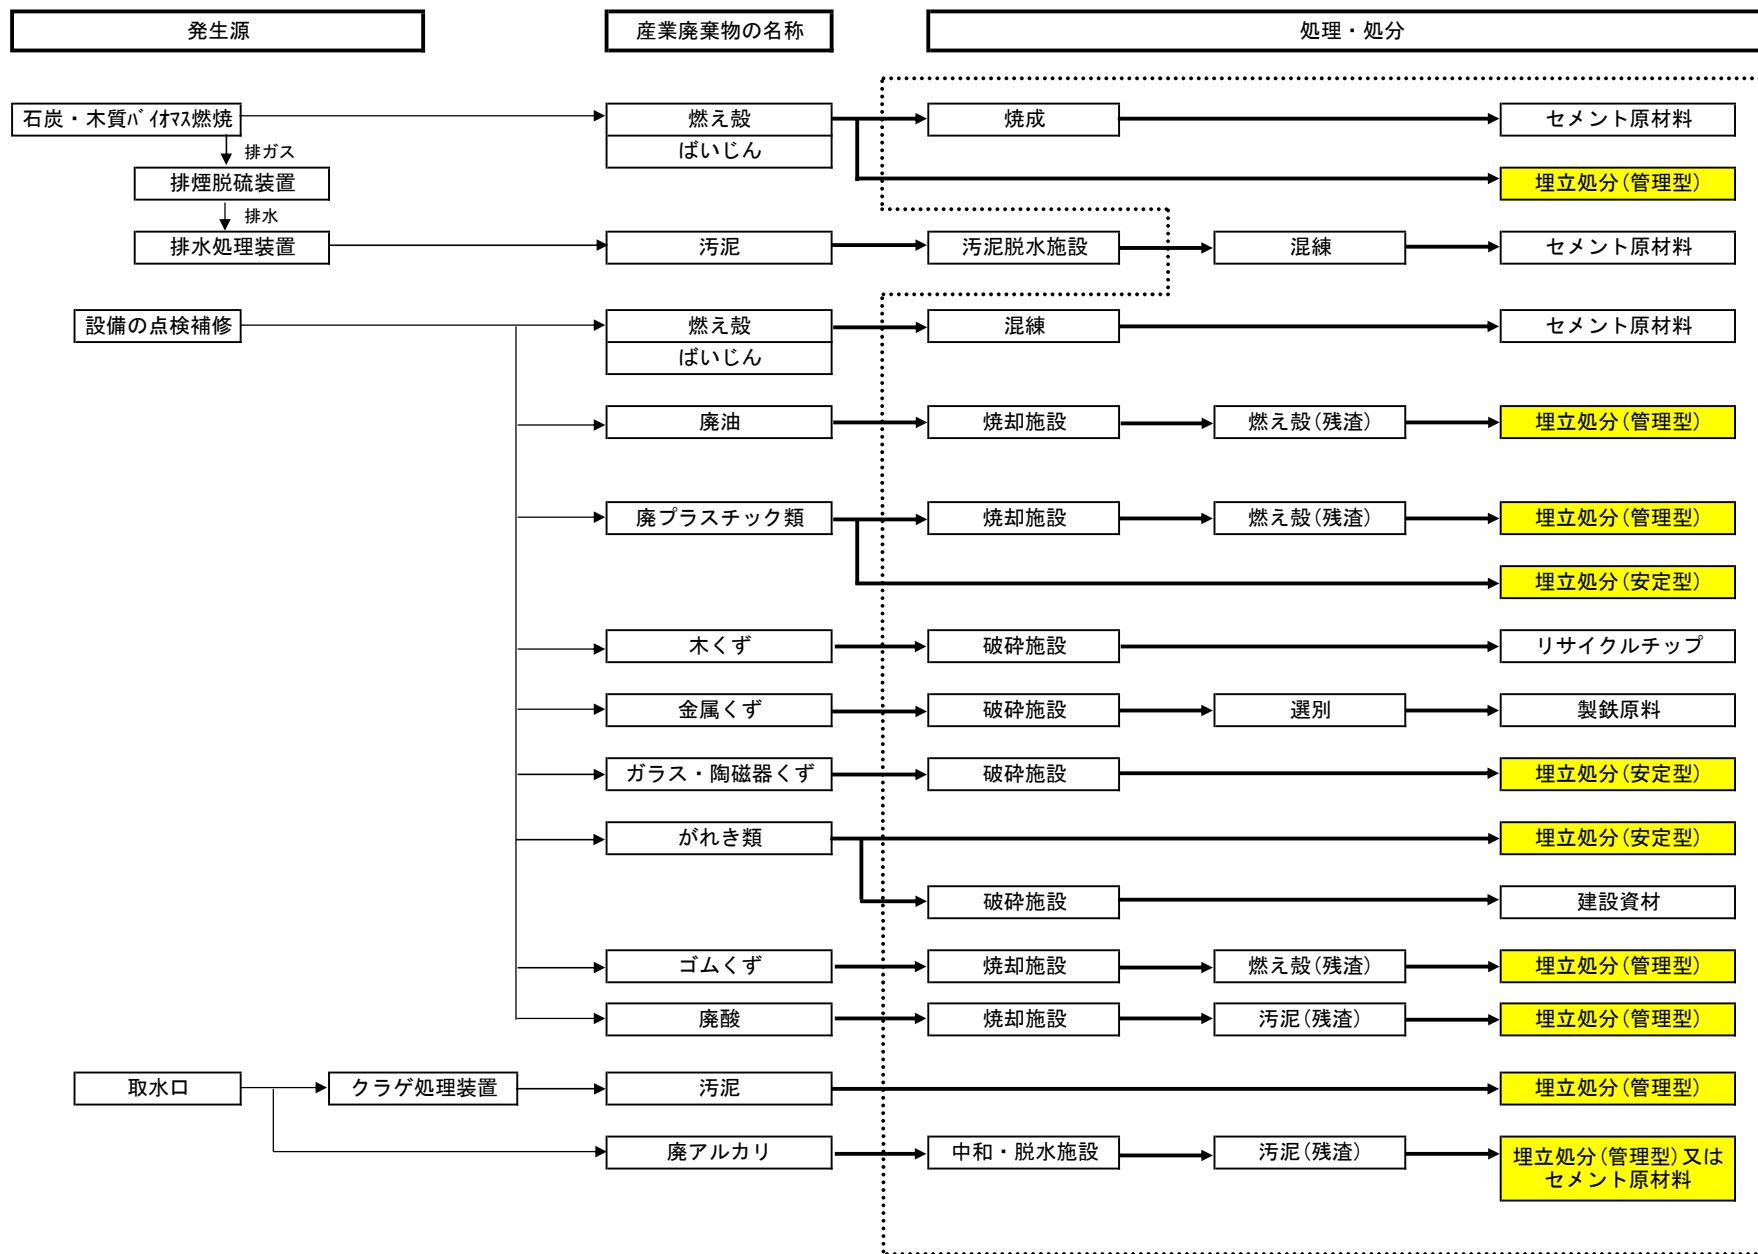 発生源
産業廃棄物の名称
処理・処分
石炭・木質ﾊﾞｲｵﾏｽ燃焼
燃え殻
焼成
セメント原材料
排ガス
ばいじん
排煙脱硫装置
埋立処分(管理型)
排水
排水処理装置
汚泥
汚泥脱水施設
混練
セメント原材料
設備の点検補修
燃え殻
混練
セメント原材料
ばいじん
廃油
焼却施設
燃え殻(残渣)
埋立処分(管理型)
廃プラスチック類
焼却施設
燃え殻(残渣)
埋立処分(管理型)
埋立処分(安定型)
木くず
破砕施設
リサイクルチップ
金属くず
破砕施設
選別
製鉄原料
ガラス・陶磁器くず
破砕施設
埋立処分(安定型)
がれき類
埋立処分(安定型)
破砕施設
建設資材
ゴムくず
焼却施設
燃え殻(残渣)
埋立処分(管理型)
廃酸
焼却施設
汚泥(残渣)
埋立処分(管理型)
取水口
クラゲ処理装置
汚泥
埋立処分(管理型)
廃アルカリ
中和・脱水施設
汚泥(残渣)
埋立処分(管理型)又は
セメント原材料